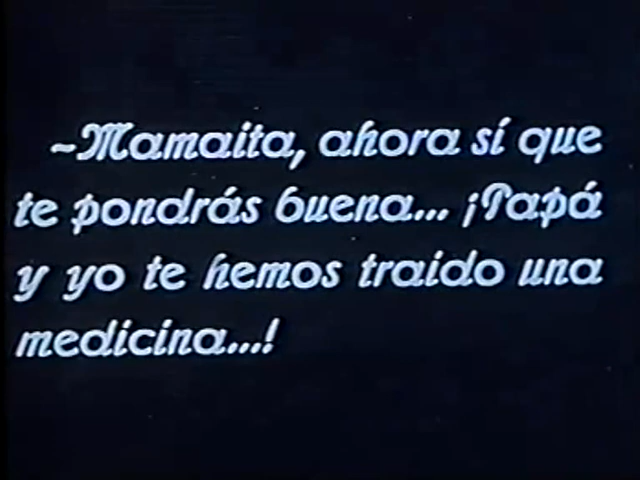 ~Mamaita, ahora sí que
te pondrás buena... ¡Papá
y yo te hemos traido una
medicina...!